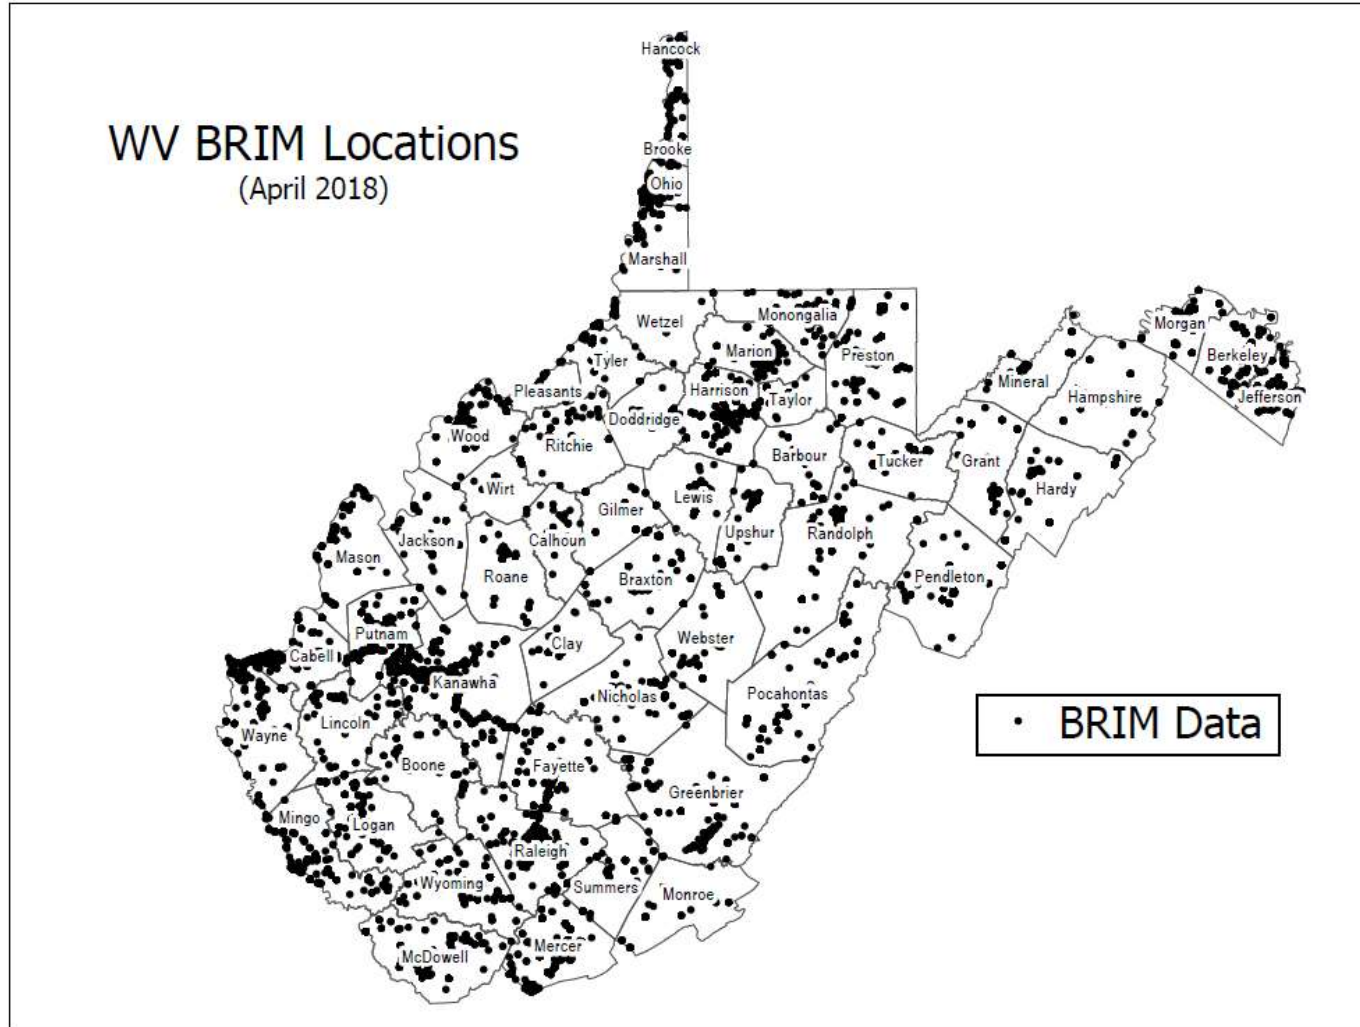 WV BRIM Locations
(April 2018)
Hancock
Brooke
Ohio
Marshall
Wetzel
Monongalia
Marion
Preston
Tyler
Pleasants
Harrison
Taylor
Doddridge
Wood
Ritchie
Barbour
Tucker
Grant
Mineral
Hampshire
Morgan
Berkeley
Jefferson
Hardy
Wirt
Lewis
Gilmer
Upshur
Randolph
Calhoun
Jackson
Mason
Roane
Braxton
Pendleton
Putnam
Cabell
Clay
Webster
Kanawha
Nicholas
Pocahontas
Lincoln
Wayne
BRIM Data
Boone
Fayette
Greenbrier
Mingo
Logan
Raleigh
Wyoming
Summers
Monroe
Mercer
McDowell